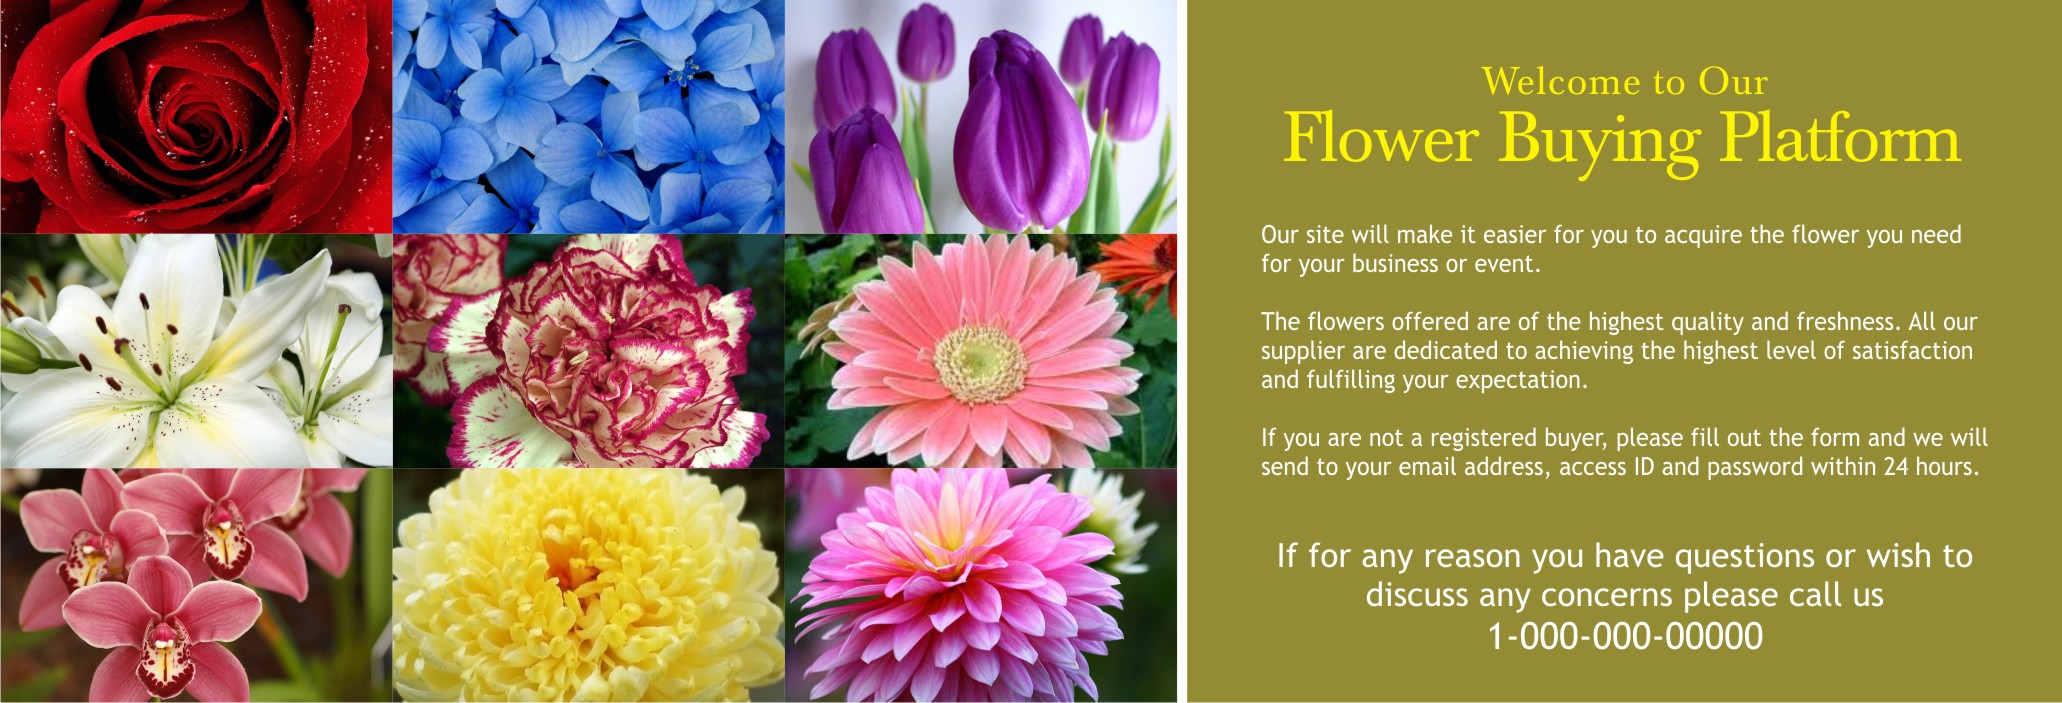 Welcome to Our
Flower Buying Platform
Our site will make it easier for you to acquire the flower you need
for your business or event.
The flowers offered are of the highest quality and freshness. All our
supplier are dedicated to achieving the highest level of satisfaction
and fulfilling your expectation.
If you are not a registered buyer, please fill out the form and we will
send to your email address, access ID and password within 24 hours.
If for any reason you have questions or wish to
discuss any concerns please call us
1-000-000-00000